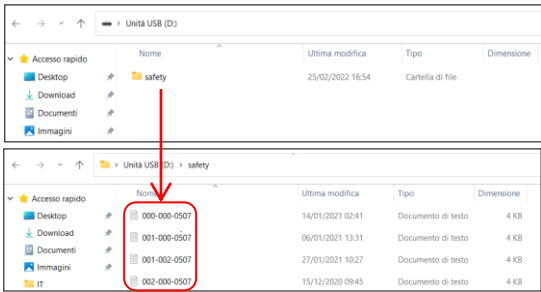 Unità USB (D:)
Nome Ultima modifica Tipo Dimensione
Accesso rapido
Desktop safety 25/02/2022 16:54 Cartella di file
Download
Documenti
Immagini
Unità USB (D:) safety
Nome Ultima modifica Tipo Dimensione
Accesso rapido
Desktop 000-000-0507 14/01/2021 02:41 Documento di testo 4 KB
Download 001-000-0507 06/01/2021 13:31 Documento di testo 4 KB
Documenti
Immagini 001-002-0507 27/01/2021 10:27 Documento di testo 4 KB
IT 002-000-0507 15/12/2020 09:45 Documento di testo 4 KB